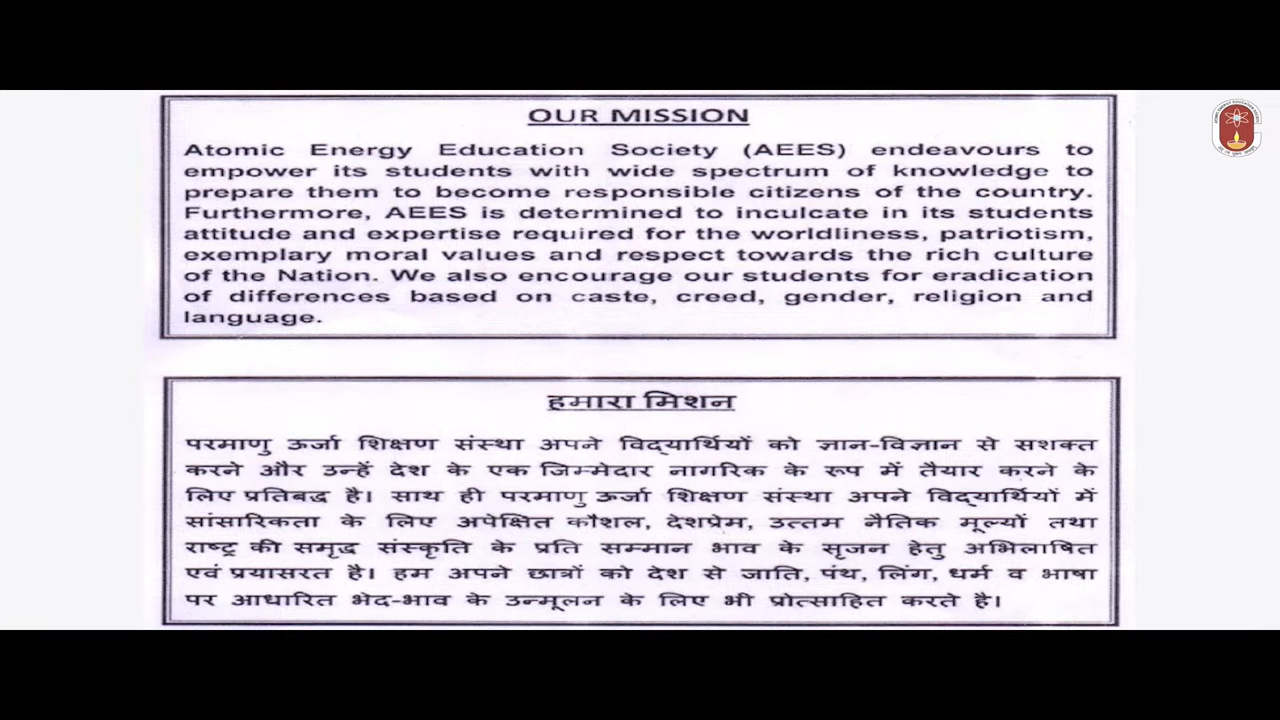 OUR MISSION
Atomic Energy Education Society (AEES) endeavours to
empower its students with wide spectrum of knowledge to
prepare them to become responsible citizens of the country.
Furthermore, AEES is determined to inculcate in its students
attitude and expertise required for the worldliness, patriotism,
exemplary moral values and respect towards the rich culture
of the Nation. We also encourage our students for eradication
of differences based on caste, creed, gender, religion and
language.
हमारा मिशन
परमाणु ऊर्जा शिक्षण संस्था अपने विद्‌यार्थियों को ज्ञान-विज्ञान से सशक्त
करने और उन्हें देश के एक जिम्मेदार नागरिक के रूप में तैयार करने के
लिए प्रतिबद्ध है। साथ ही परमाणु ऊर्जा शिक्षण संस्था अपने विद्‌यार्थियों में
सांसारिकता के लिए अपेक्षित कौशल, देशप्रेम, उत्तम नैतिक मूल्यों तथा
राष्ट्र की समृद्ध संस्कृति के प्रति सम्मान भाव के सृजन हेतु अभिलाषित
एवं प्रयासरत है। हम अपने छात्रों को देश से जाति, पंथ, लिंग, धर्म व भाषा
पर आधारित भेद-भाव के उन्मूलन के लिए भी प्रोत्साहित करते है।